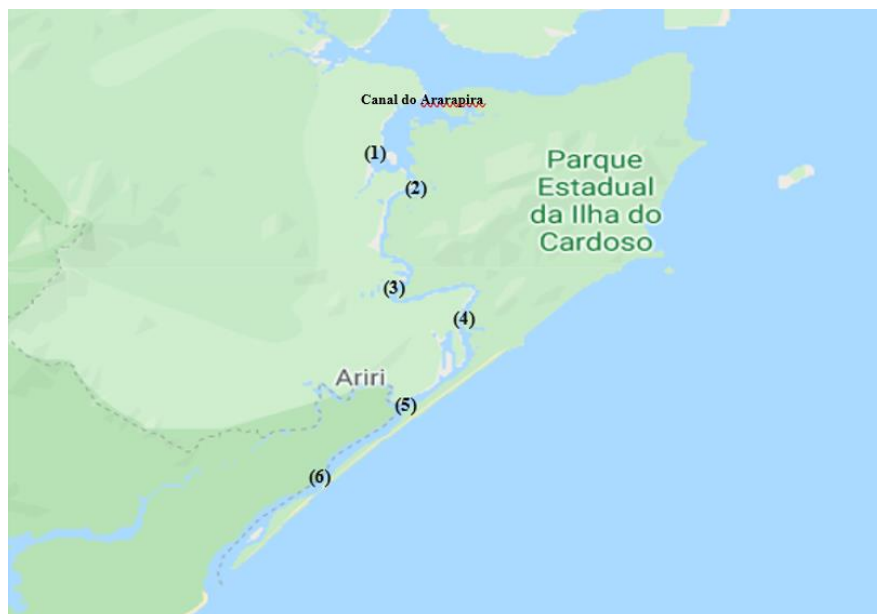 Canal do Ararapira
(1)
Parque
Estadual
da Ilha do
Cardoso
(2)
(3)
(4)
Ariri
(5)
(6)